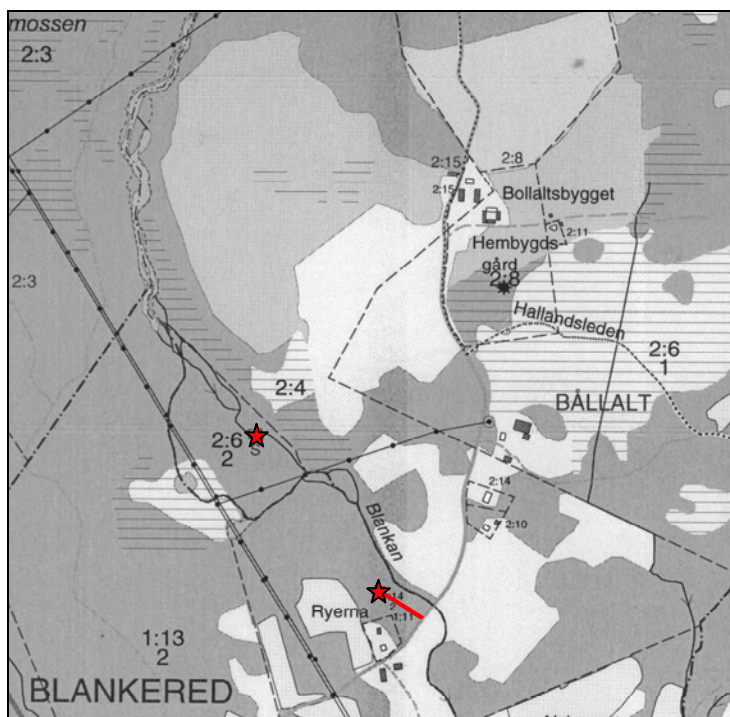 mossen
2:3
2:15
2:8
2:15
Bollaltsbygget
2:11
Hembygds-
gård
2:8
2:3
Hallandsleden
2:6
1
2:4
BÅLLALT
2:6
2
S
2:14
2:10
Blankan
14
2
Ryerna
1:11
1:13
2
BLANKERED